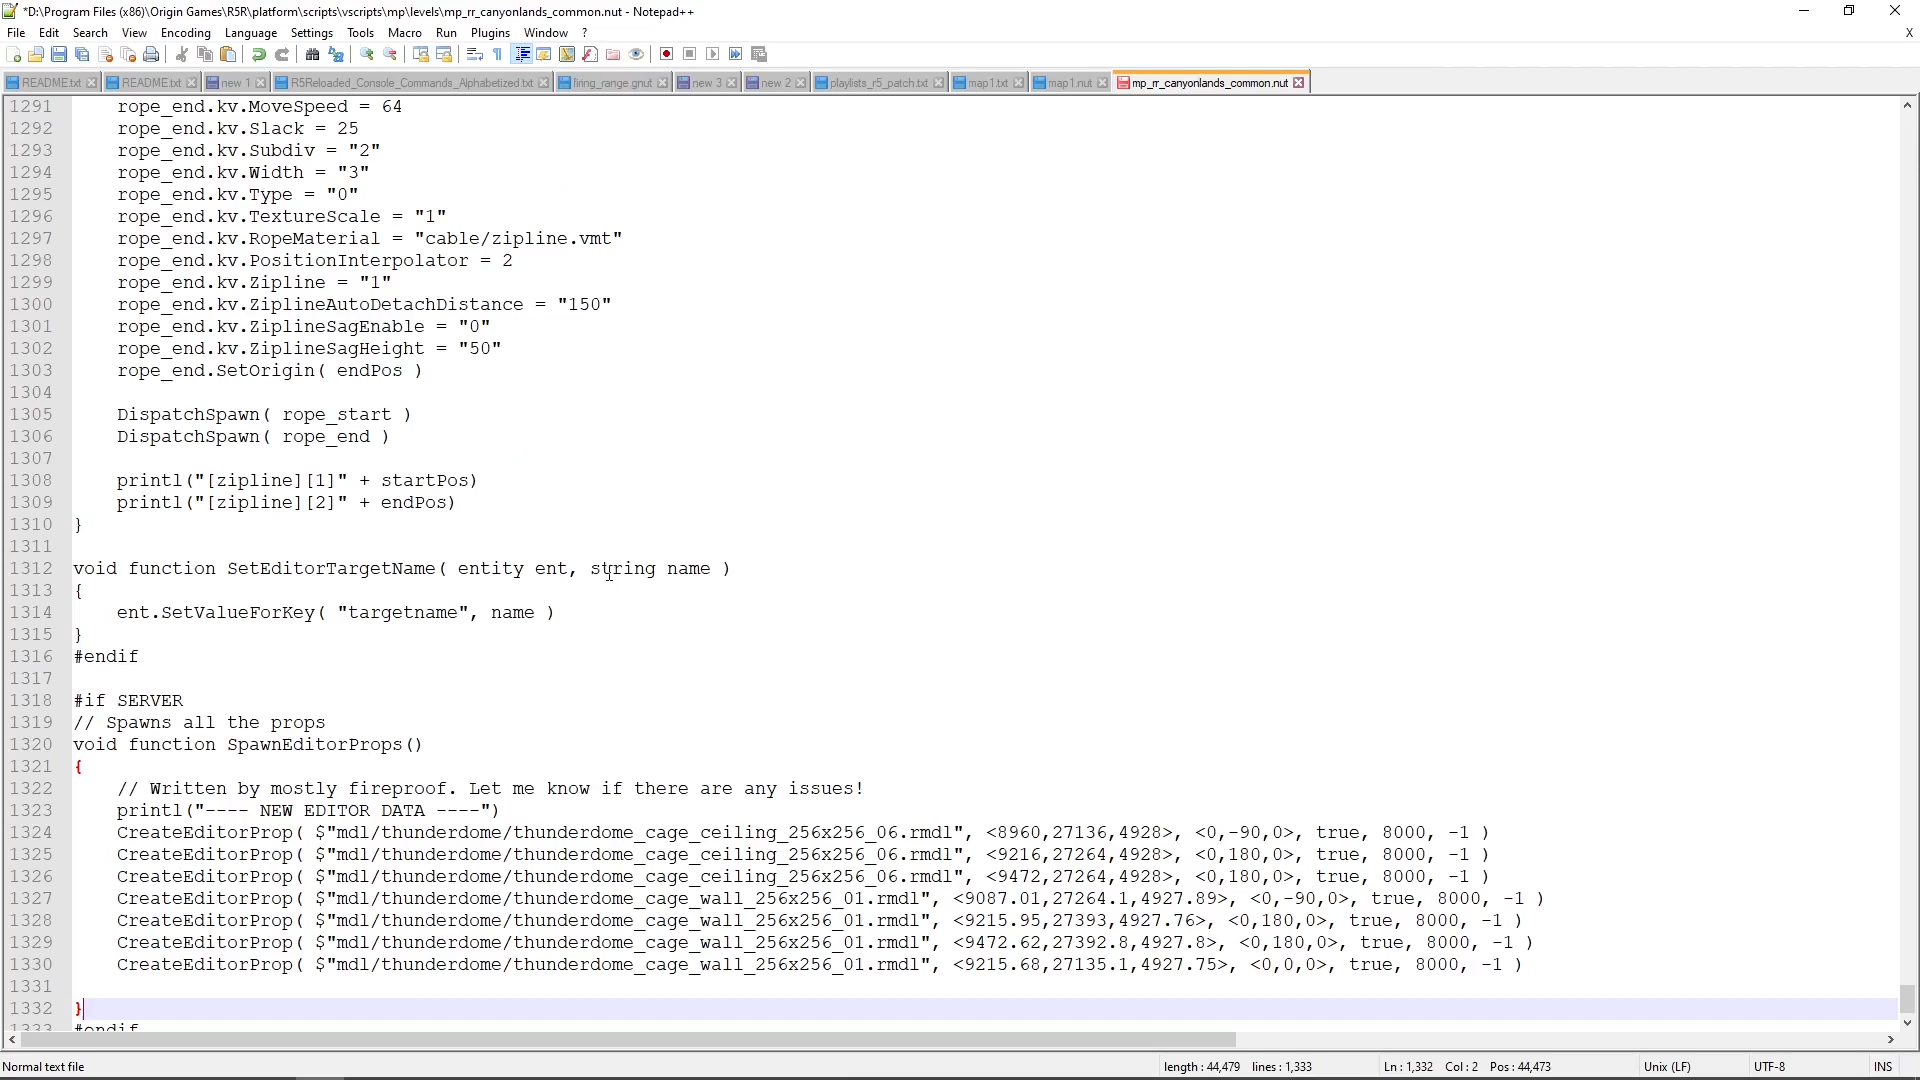 *D:\Program Files (x86)\Origin Games\R5R\platform\scripts\vscripts\mp\levels\mp_rr_canyonlands_common.nut - Notepad++
File Edit Search View Encoding Language Settings Tools Macro Run Plugins Window ? X
README.txt README.txt new 1 R5Reloaded_Console_Commands_Alphabetized.txt firing_range.gnut new 3 new 2 playlists_r5_patch.txt map1.txt map1.nut mp_rr_canyonlands_common.nut
1291 rope_end.kv.MoveSpeed = 64
1292 rope_end.kv.Slack = 25
1293 rope_end.kv.Subdiv = "2"
1294 rope_end.kv.Width = "3"
1295 rope_end.kv.Type = "0"
1296 rope_end.kv.TextureScale = "1"
1297 rope_end.kv.RopeMaterial = "cable/zipline.vmt"
1298 rope_end.kv.PositionInterpolator = 2
1299 rope_end.kv.Zipline = "1"
1300 rope_end.kv.ZiplineAutoDetachDistance = "150"
1301 rope_end.kv.ZiplineSagEnable = "0"
1302 rope_end.kv.ZiplineSagHeight = "50"
1303 rope_end.SetOrigin( endPos )
1304
1305 DispatchSpawn( rope_start )
1306 DispatchSpawn( rope_end )
1307
1308 printl("[zipline][1]" + startPos)
1309 printl("[zipline][2]" + endPos)
1310 }
1311
1312 void function SetEditorTargetName( entity ent, string name )
1313 {
1314 ent.SetValueForKey( "targetname", name )
1315 }
1316 #endif
1317
1318 #if SERVER
1319 // Spawns all the props
1320 void function SpawnEditorProps()
1321 {
1322 // Written by mostly fireproof. Let me know if there are any issues!
1323 printl("---- NEW EDITOR DATA ----")
1324 CreateEditorProp( $"mdl/thunderdome/thunderdome_cage_ceiling_256x256_06.rmdl", <8960,27136,4928>, <0,-90,0>, true, 8000, -1 )
1325 CreateEditorProp( $"mdl/thunderdome/thunderdome_cage_ceiling_256x256_06.rmdl", <9216,27264,4928>, <0,180,0>, true, 8000, -1 )
1326 CreateEditorProp( $"mdl/thunderdome/thunderdome_cage_ceiling_256x256_06.rmdl", <9472,27264,4928>, <0,180,0>, true, 8000, -1 )
1327 CreateEditorProp( $"mdl/thunderdome/thunderdome_cage_wall_256x256_01.rmdl", <9087.01,27264.1,4927.89>, <0,-90,0>, true, 8000, -1 )
1328 CreateEditorProp( $"mdl/thunderdome/thunderdome_cage_wall_256x256_01.rmdl", <9215.95,27393,4927.76>, <0,180,0>, true, 8000, -1 )
1329 CreateEditorProp( $"mdl/thunderdome/thunderdome_cage_wall_256x256_01.rmdl", <9472.62,27392.8,4927.8>, <0,180,0>, true, 8000, -1 )
1330 CreateEditorProp( $"mdl/thunderdome/thunderdome_cage_wall_256x256_01.rmdl", <9215.68,27135.1,4927.75>, <0,0,0>, true, 8000, -1 )
1331
1332 }
1333 #endif
Normal text file length : 44,479 lines : 1,333 Ln : 1,332 Col : 2 Pos : 44,473 Unix (LF) UTF-8 INS